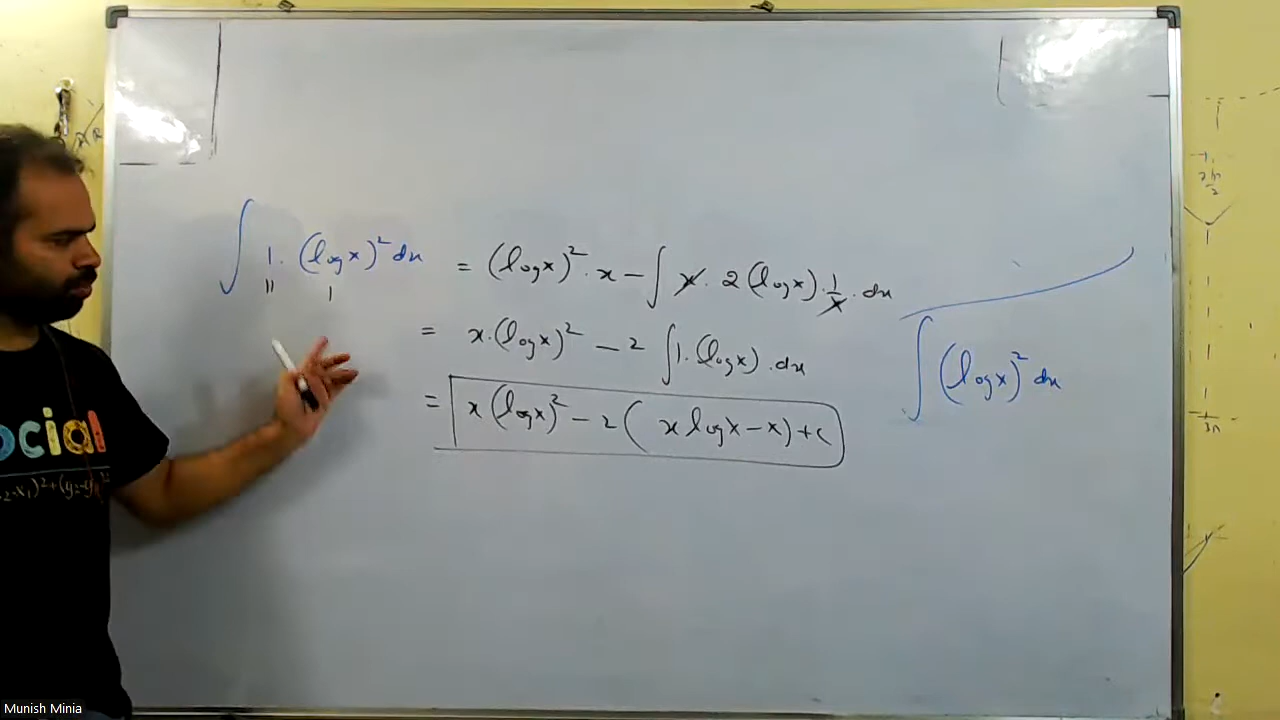 ∫ 1. (log x)² dx = (log x)² . x − ∫ x . 2 (log x) . 1/x . dx
II I
= x.(log x)² − 2 ∫ 1. (log x) . dx
∫ (log x)² dx
= x (log x)² − 2 ( x log x − x) + c
ocial
Munish Minia